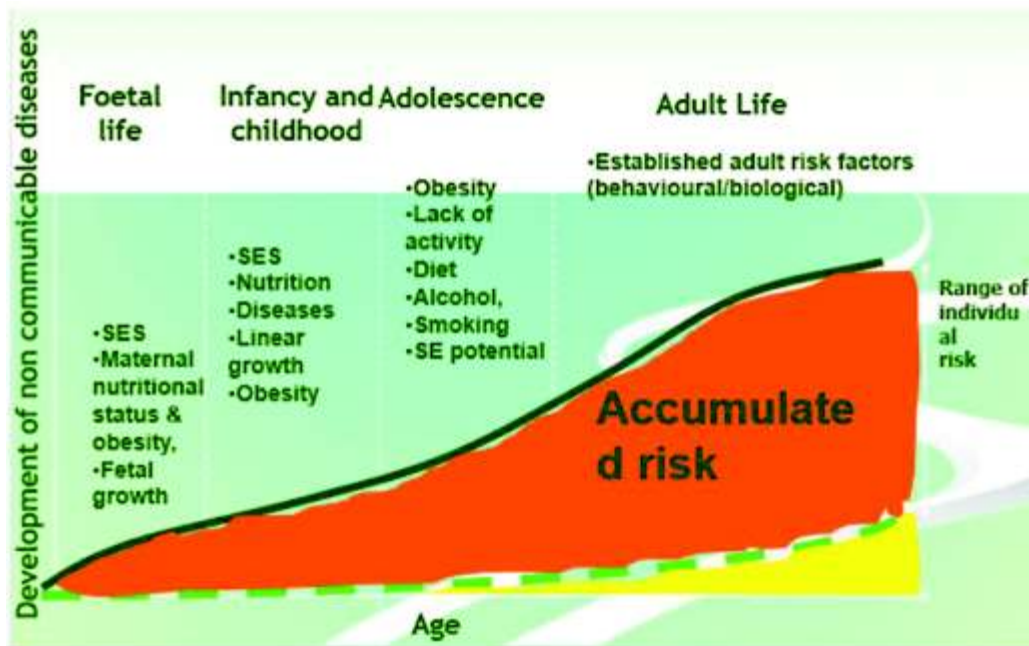 Development of non communicable diseases
Foetal
life
•SES
•Maternal
nutritional
status &
obesity,
•Fetal
growth
Infancy and
childhood
•SES
•Nutrition
•Diseases
•Linear
growth
•Obesity
Adolescence
•Obesity
•Lack of
activity
•Diet
•Alcohol,
•Smoking
•SE potential
Adult Life
•Established adult risk factors
(behavioural/biological)
Accumulate
d risk
Range of
individu
al
risk
Age